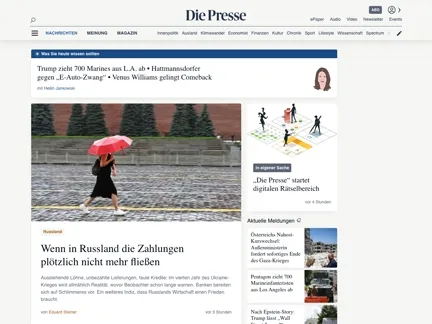 Die Presse
ABO
ePaper Audio Video Newsletter Events
NACHRICHTEN MEINUNG MAGAZIN
Innenpolitik Ausland Klimawandel Economist Finanzen Kultur Chronik Sport Lifestyle Wissenschaft Spectrum
Was Sie heute wissen sollten
Trump zieht 700 Marines aus L.A. ab • Hattmannsdorfer
gegen „E-Auto-Zwang“ • Venus Williams gelingt Comeback
mit Helin Jankowski
In eigener Sache
„Die Presse“ startet
digitalen Rätselbereich
vor 4 Stunden
Russland
Wenn in Russland die Zahlungen
plötzlich nicht mehr fließen
Ausstehende Löhne, unbezahlte Lieferungen, faule Kredite: Im vierten Jahr des Ukraine-
Krieges wird allmählich Realität, wovor Beobachter schon lange warnen. Banken bereiten
sich auf Schlimmeres vor. Ein weiteres Indiz, dass Russlands Wirtschaft einen Frieden
braucht.
von Eduard Steiner
vor 3 Stunden
Aktuelle Meldungen
Österreichs Nahost-
Kurswechsel:
Außenministerin
fordert sofortiges Ende
des Gaza-Krieges
Pentagon zieht 700
Marineinfanteristen
aus Los Angeles ab
Nach Epstein-Story:
Trump lässt „Wall